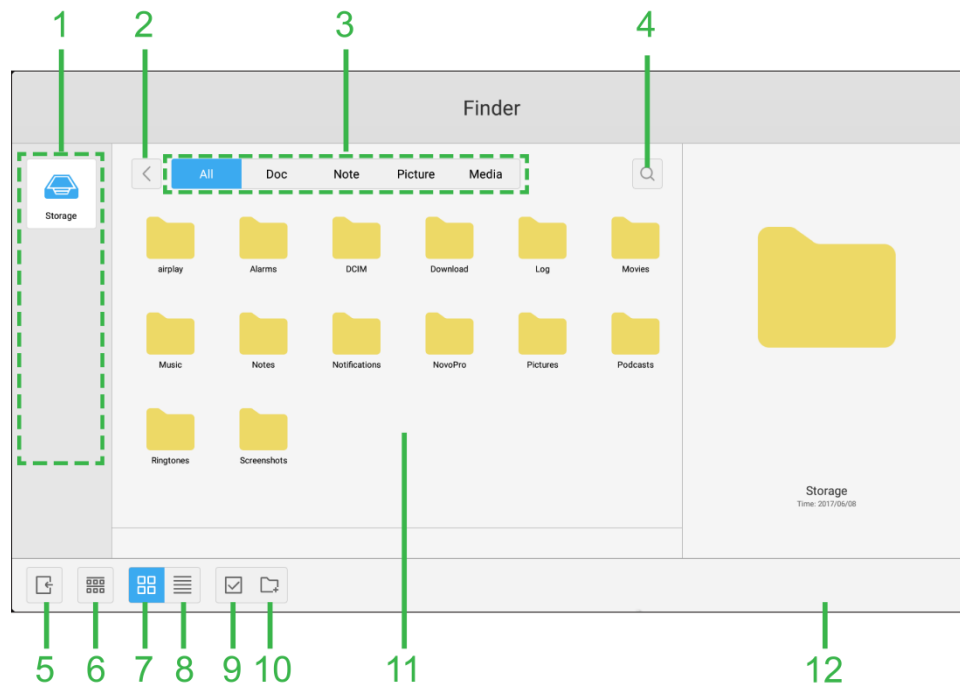 1 2 3 4
Finder
All Doc Note Picture Media
Storage
airplay Alarms DCIM Download Log Movies
Music Notes Notifications NovoPro Pictures Podcasts
Ringtones Screenshots
Storage
Time: 2017/06/08
5 6 7 8 9 10 11 12